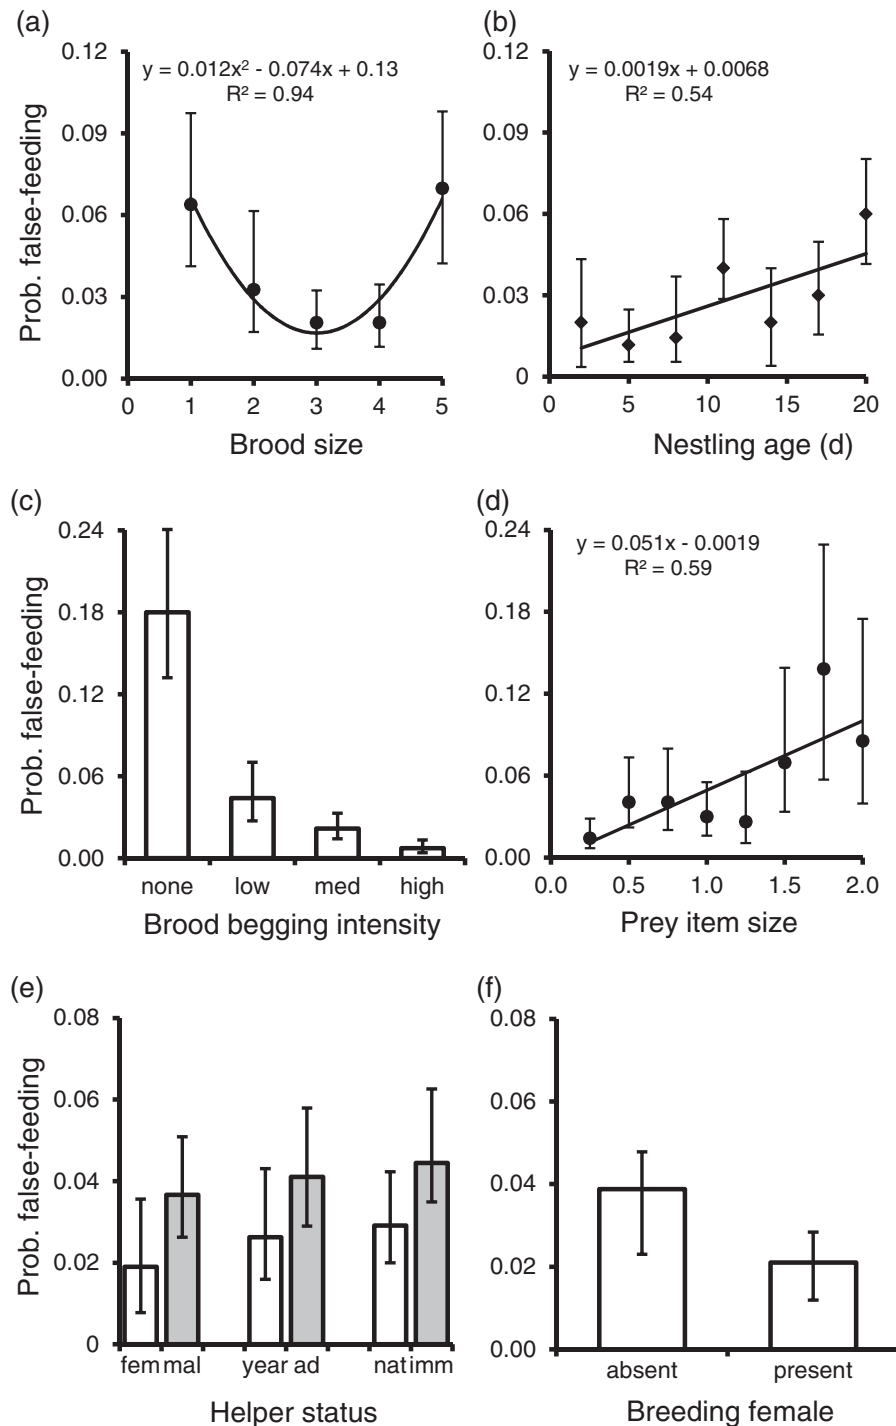 (a)
0.12
0.09
0.06
0.03
0.00
Prob. false-feeding
y = 0.012x² - 0.074x + 0.13
R² = 0.94
0 1 2 3 4 5
Brood size
(b)
0.12
0.09
0.06
0.03
0
y = 0.0019x + 0.0068
R² = 0.54
0 5 10 15 20
Nestling age (d)
(c)
0.24
0.18
0.12
0.06
0.00
Prob. false-feeding
none low med high
Brood begging intensity
(d)
0.24
0.18
0.12
0.06
0.00
y = 0.051x - 0.0019
R² = 0.59
0.0 0.5 1.0 1.5 2.0
Prey item size
(e)
0.08
0.06
0.04
0.02
0
Prob. false-feeding
fem mal year ad nat imm
Helper status
(f)
0.08
0.06
0.04
0.02
0.00
absent present
Breeding female